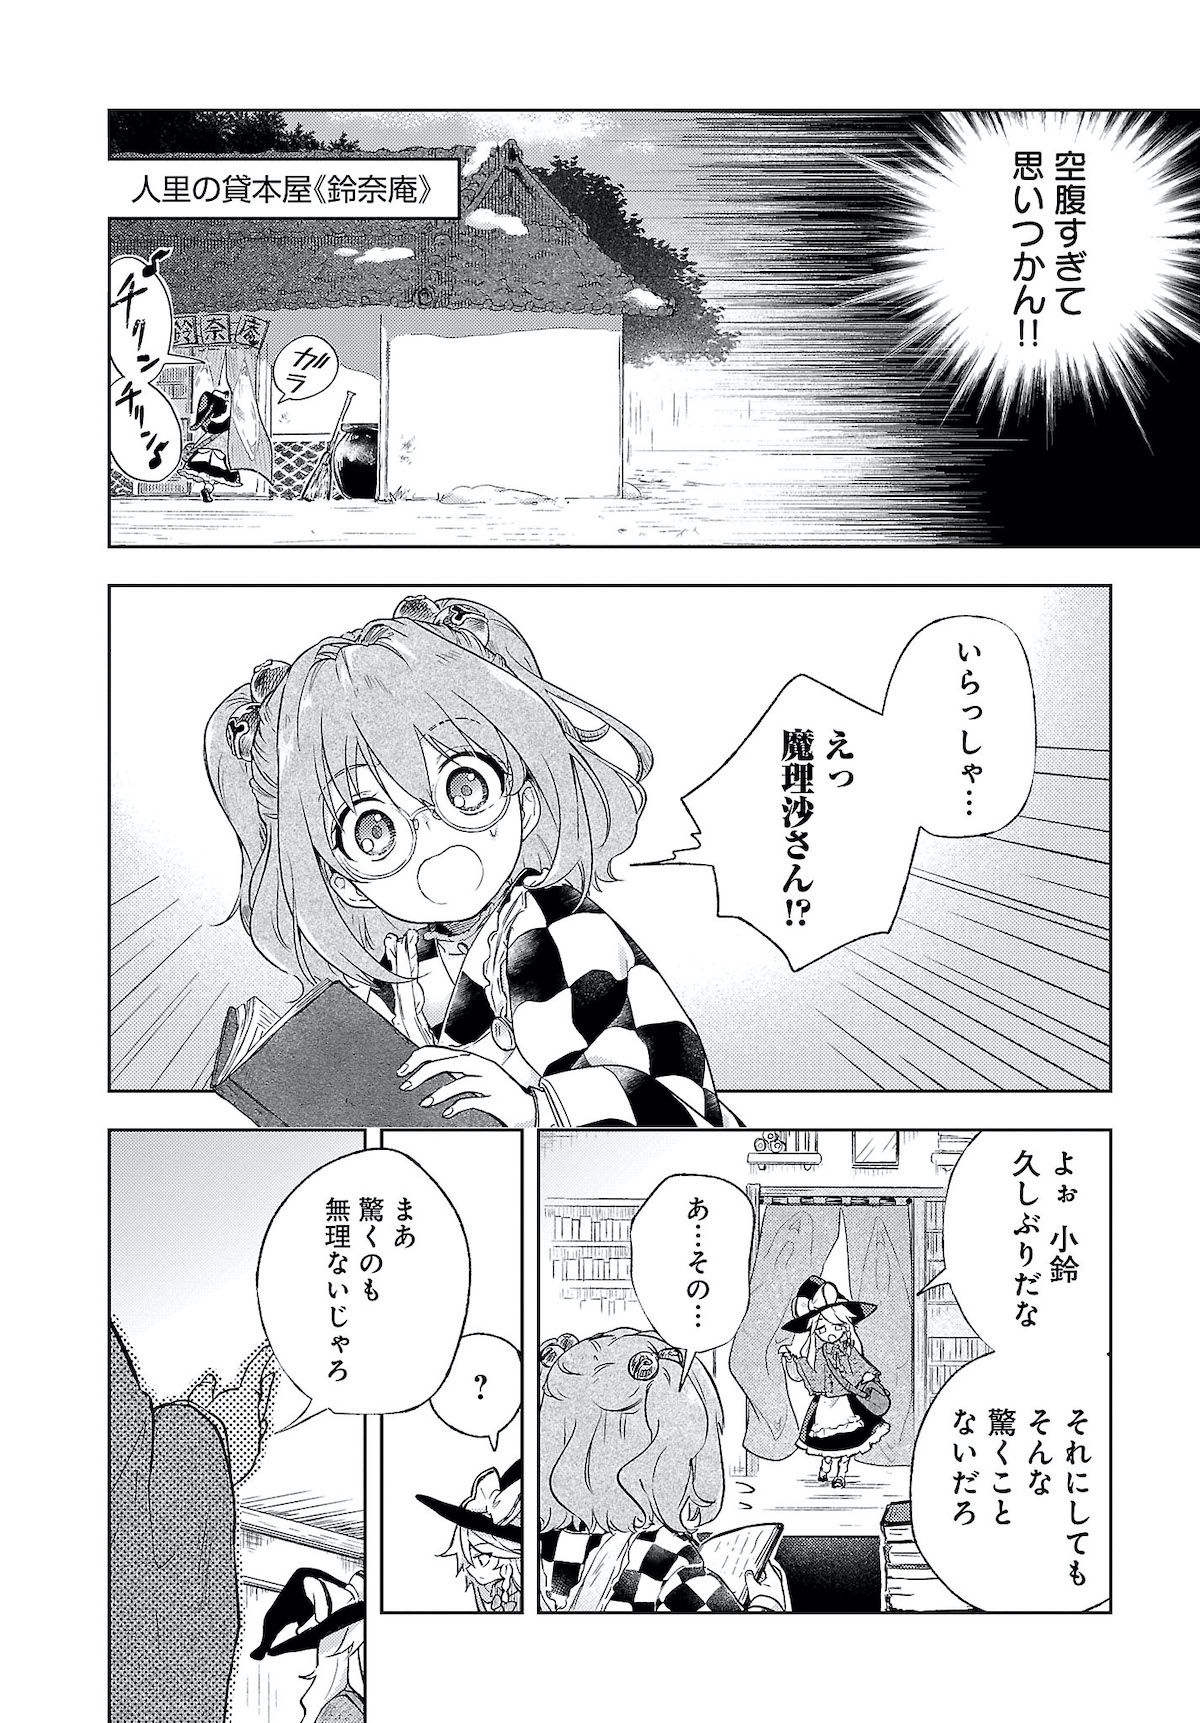 空腹すぎて
思いつかん!!
人里の貸本屋《鈴奈庵》
鈴奈庵
ガラ
チリン
チリン♪
いらっしゃ…
えっ
魔理沙さん!?
よぉ 小鈴
久しぶりだな
それにしても
そんな
驚くこと
ないだろ
あ…その…
?
まあ
驚くのも
無理ないじゃろ